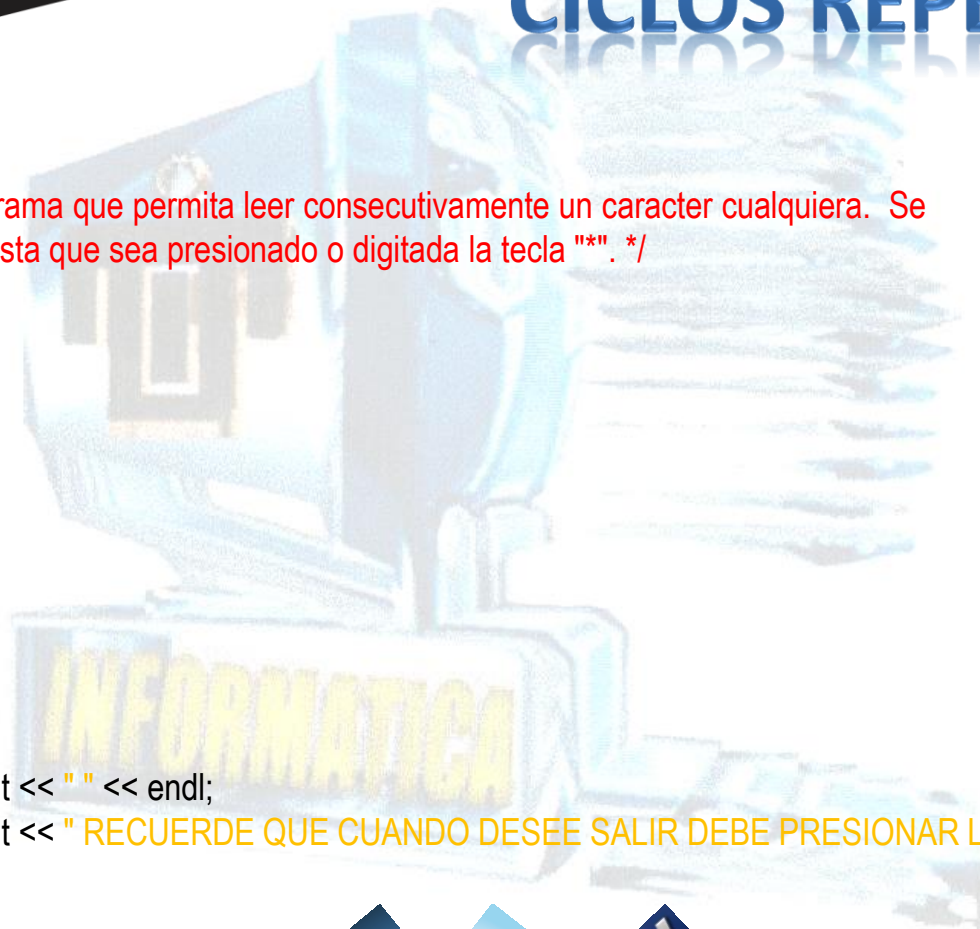 CICLOS REPE
rama que permita leer consecutivamente un caracter cualquiera. Se
sta que sea presionado o digitada la tecla "*". */
INFORMATICA
t << " " << endl;
t << " RECUERDE QUE CUANDO DESEE SALIR DEBE PRESIONAR L